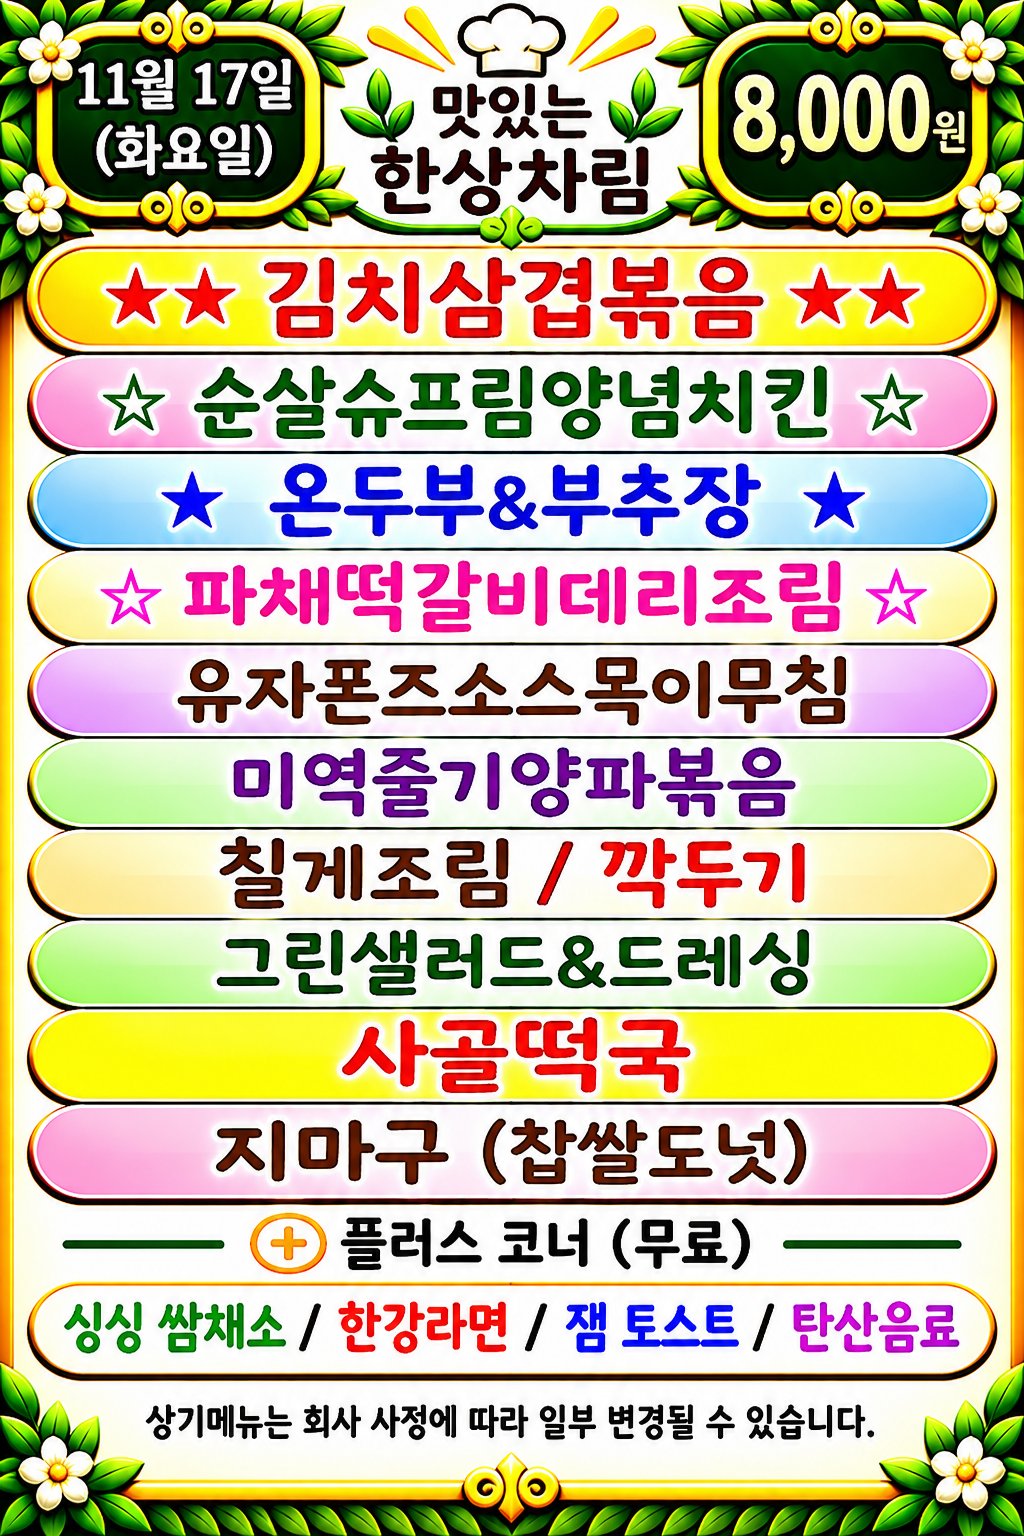 11월 17일
(화요일)
맛있는
한상차림
8,000원
★★ 김치삼겹볶음 ★★
☆ 순살슈프림양념치킨 ☆
★ 온두부&부추장 ★
☆ 파채떡갈비데리조림 ☆
유자폰즈소스목이무침
미역줄기양파볶음
칠게조림 / 깍두기
그린샐러드&드레싱
사골떡국
지마구 (찹쌀도넛)
+ 플러스 코너 (무료)
싱싱 쌈채소 / 한강라면 / 잼 토스트 / 탄산음료
상기메뉴는 회사 사정에 따라 일부 변경될 수 있습니다.